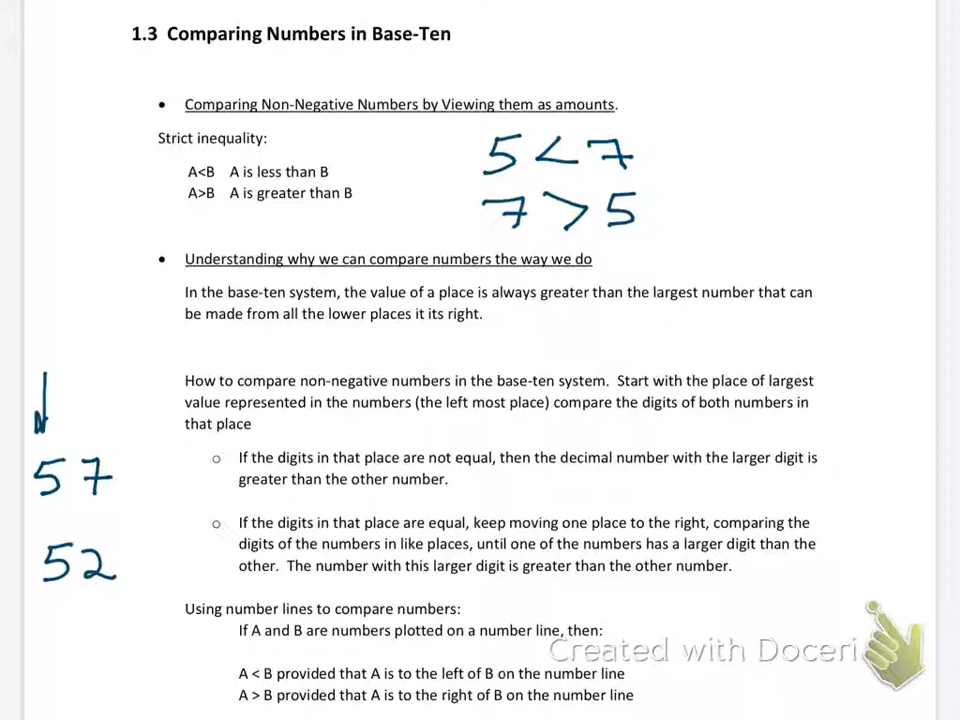 1.3 Comparing Numbers in Base-Ten
• Comparing Non-Negative Numbers by Viewing them as amounts.
Strict inequality:
A<B A is less than B
A>B A is greater than B
5 < 7
7 > 5
• Understanding why we can compare numbers the way we do
In the base-ten system, the value of a place is always greater than the largest number that can
be made from all the lower places it its right.
How to compare non-negative numbers in the base-ten system. Start with the place of largest
value represented in the numbers (the left most place) compare the digits of both numbers in
that place
57
52
o If the digits in that place are not equal, then the decimal number with the larger digit is
greater than the other number.
o If the digits in that place are equal, keep moving one place to the right, comparing the
digits of the numbers in like places, until one of the numbers has a larger digit than the
other. The number with this larger digit is greater than the other number.
Using number lines to compare numbers:
If A and B are numbers plotted on a number line, then:
A < B provided that A is to the left of B on the number line
A > B provided that A is to the right of B on the number line
Created with Doceri